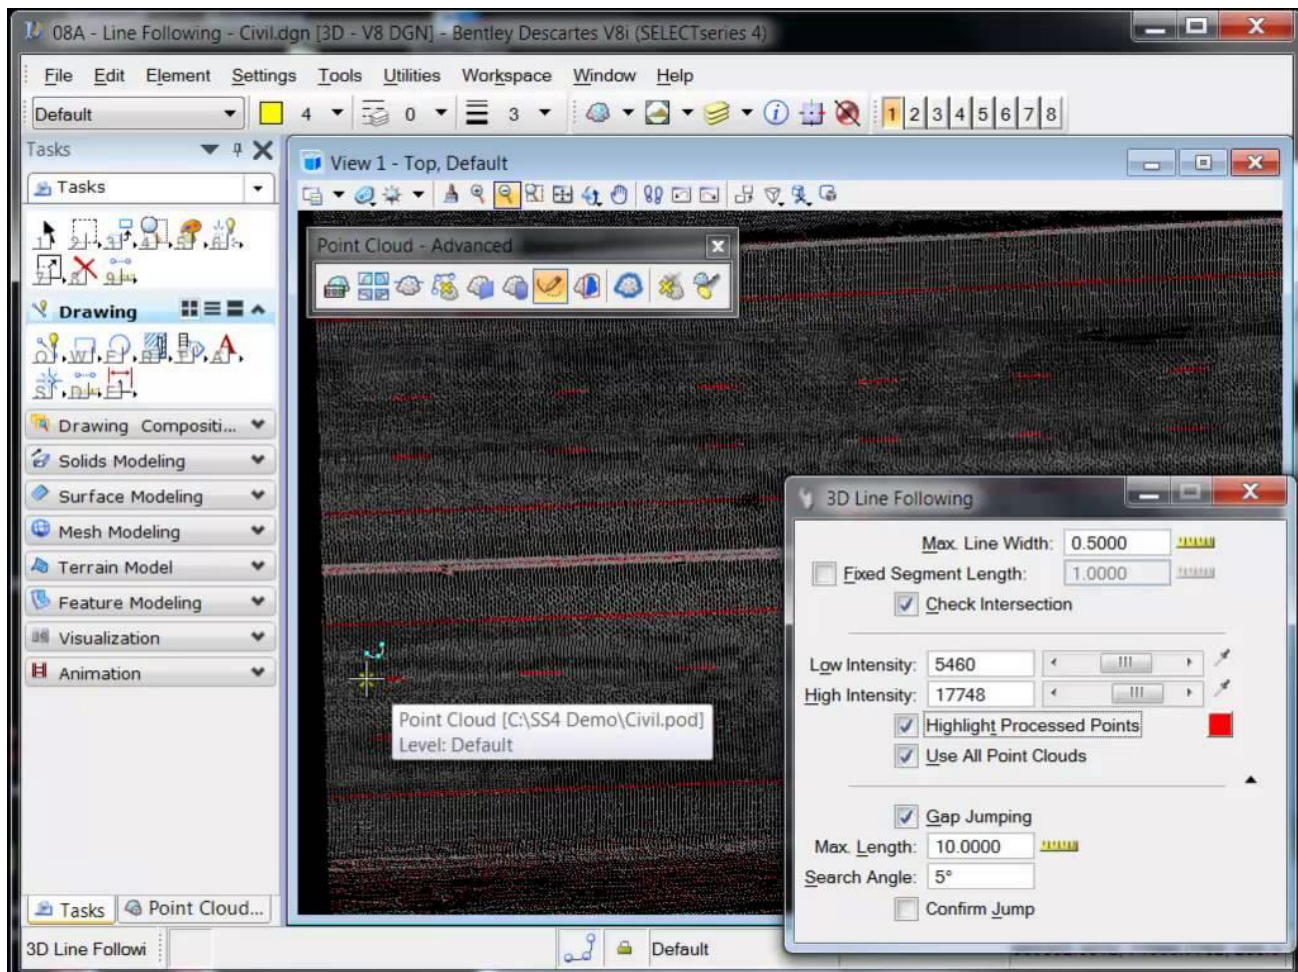 08A - Line Following - Civil.dgn [3D - V8 DGN] - Bentley Descartes V8i (SELECTseries 4)
File Edit Element Settings Tools Utilities Workspace Window Help
Default 4 0 3 1 2 3 4 5 6 7 8
Tasks
Tasks
Drawing
Drawing Compositi...
Solids Modeling
Surface Modeling
Mesh Modeling
Terrain Model
Feature Modeling
Visualization
Animation
Tasks Point Cloud...
View 1 - Top, Default
Point Cloud - Advanced
Point Cloud [C:\SS4 Demo\Civil.pod]
Level: Default
3D Line Following
Max. Line Width: 0.5000
Fixed Segment Length: 1.0000
Check Intersection
Low Intensity: 5460
High Intensity: 17748
Highlight Processed Points
Use All Point Clouds
Gap Jumping
Max. Length: 10.0000
Search Angle: 5°
Confirm Jump
3D Line Followi Default